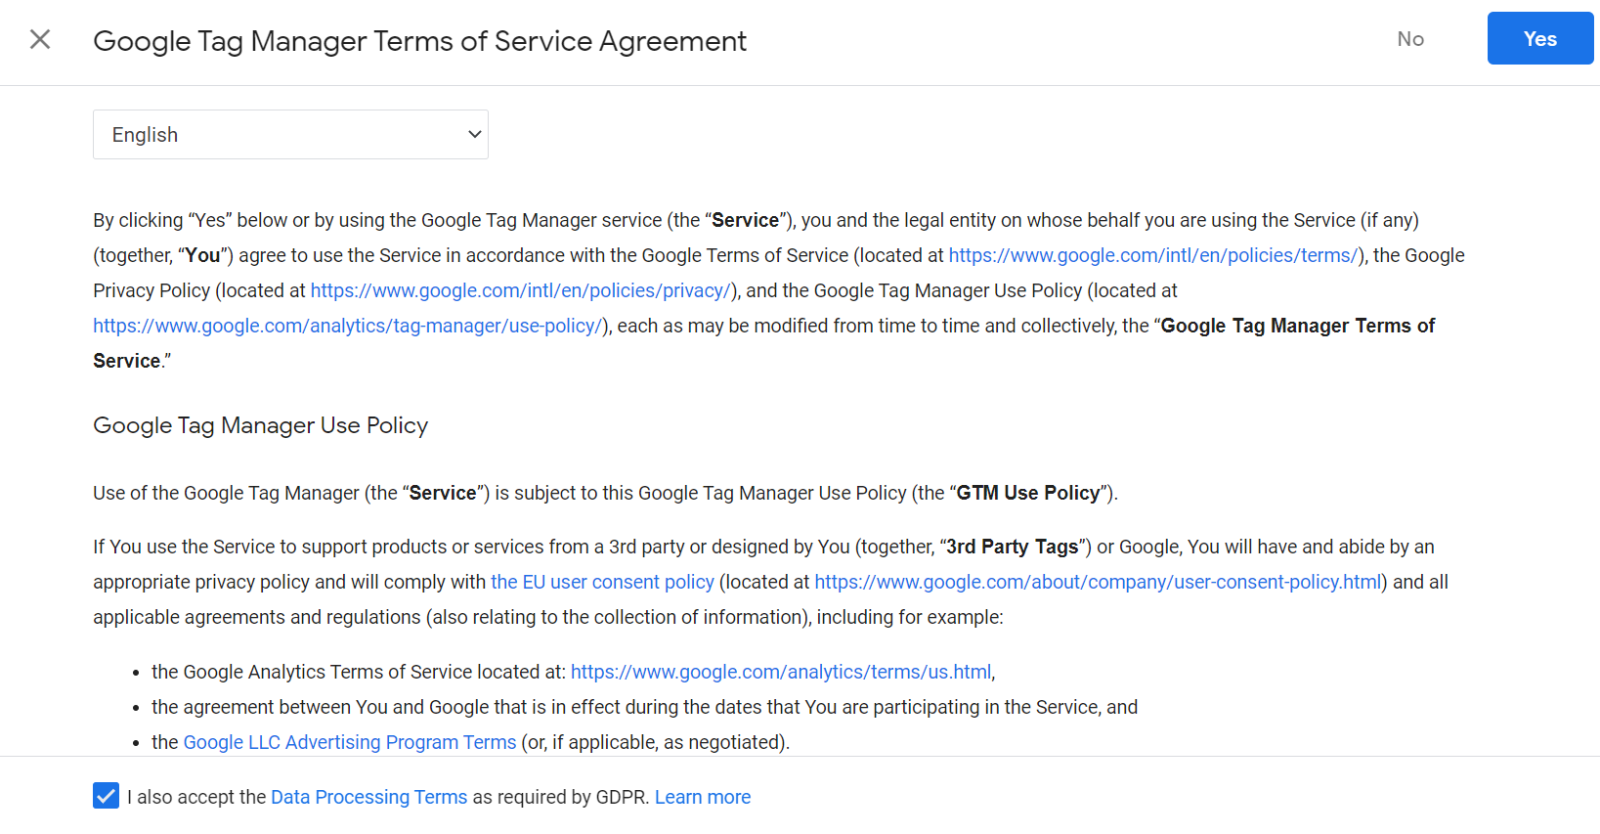 Google Tag Manager Terms of Service Agreement
No
Yes
English
By clicking “Yes” below or by using the Google Tag Manager service (the “Service”), you and the legal entity on whose behalf you are using the Service (if any)
(together, “You”) agree to use the Service in accordance with the Google Terms of Service (located at https://www.google.com/intl/en/policies/terms/), the Google
Privacy Policy (located at https://www.google.com/intl/en/policies/privacy/), and the Google Tag Manager Use Policy (located at
https://www.google.com/analytics/tag-manager/use-policy/), each as may be modified from time to time and collectively, the “Google Tag Manager Terms of
Service.”
Google Tag Manager Use Policy
Use of the Google Tag Manager (the “Service”) is subject to this Google Tag Manager Use Policy (the “GTM Use Policy”).
If You use the Service to support products or services from a 3rd party or designed by You (together, “3rd Party Tags”) or Google, You will have and abide by an
appropriate privacy policy and will comply with the EU user consent policy (located at https://www.google.com/about/company/user-consent-policy.html) and all
applicable agreements and regulations (also relating to the collection of information), including for example:
• the Google Analytics Terms of Service located at: https://www.google.com/analytics/terms/us.html,
• the agreement between You and Google that is in effect during the dates that You are participating in the Service, and
• the Google LLC Advertising Program Terms (or, if applicable, as negotiated).
I also accept the Data Processing Terms as required by GDPR. Learn more